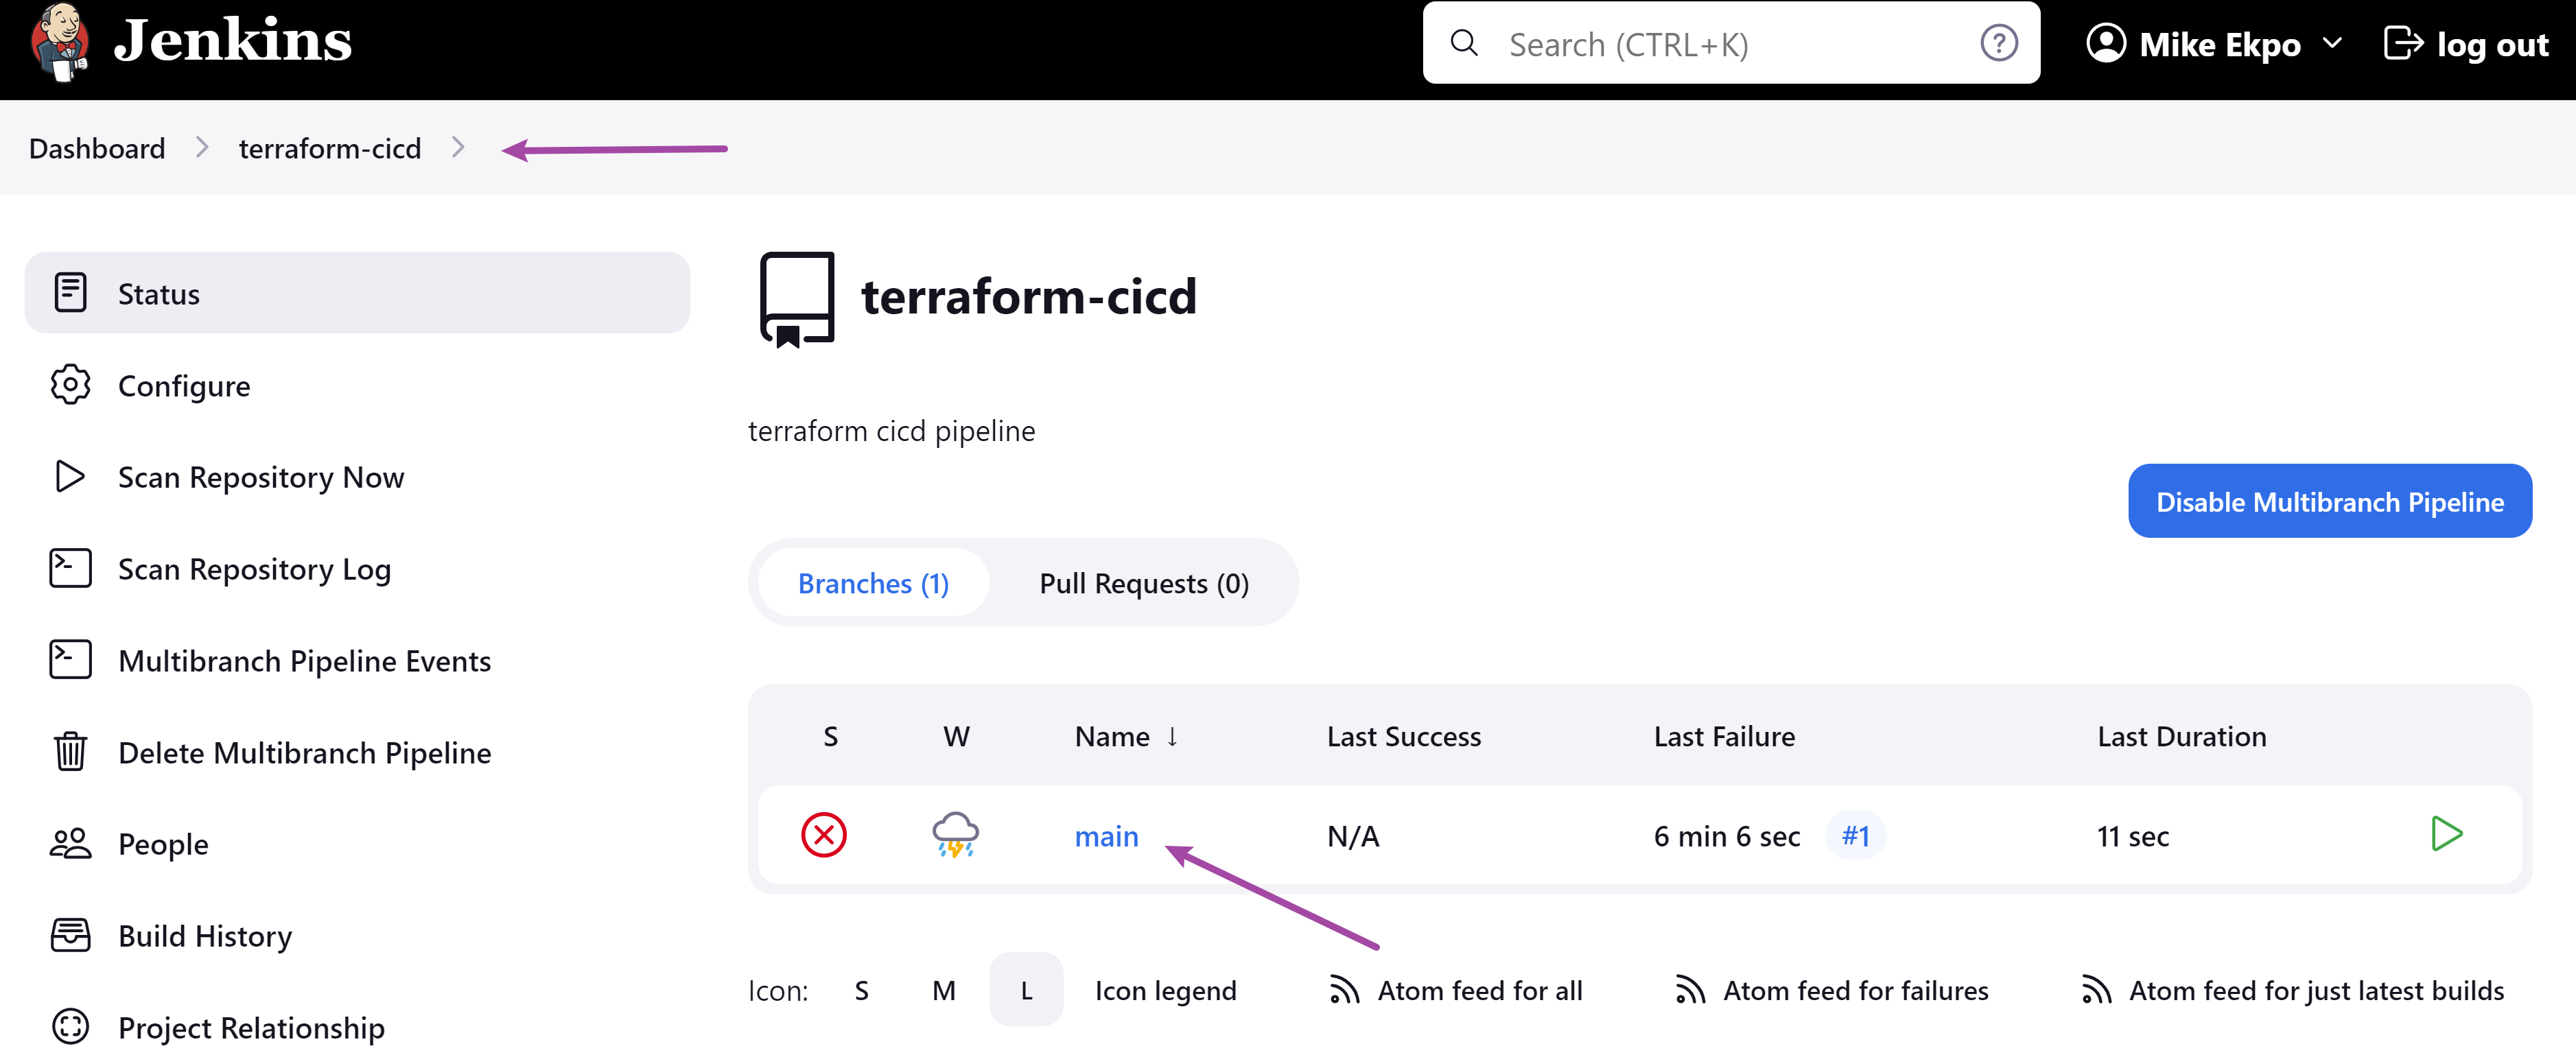 Jenkins
Search (CTRL+K)
Mike Ekpo
log out
Dashboard
terraform-cicd
Status
Configure
Scan Repository Now
Scan Repository Log
Multibranch Pipeline Events
Delete Multibranch Pipeline
People
Build History
Project Relationship
terraform-cicd
terraform cicd pipeline
Disable Multibranch Pipeline
Branches (1) Pull Requests (0)
S W Name ↓ Last Success Last Failure Last Duration
main N/A 6 min 6 sec #1 11 sec
Icon: S M L Icon legend Atom feed for all Atom feed for failures Atom feed for just latest builds